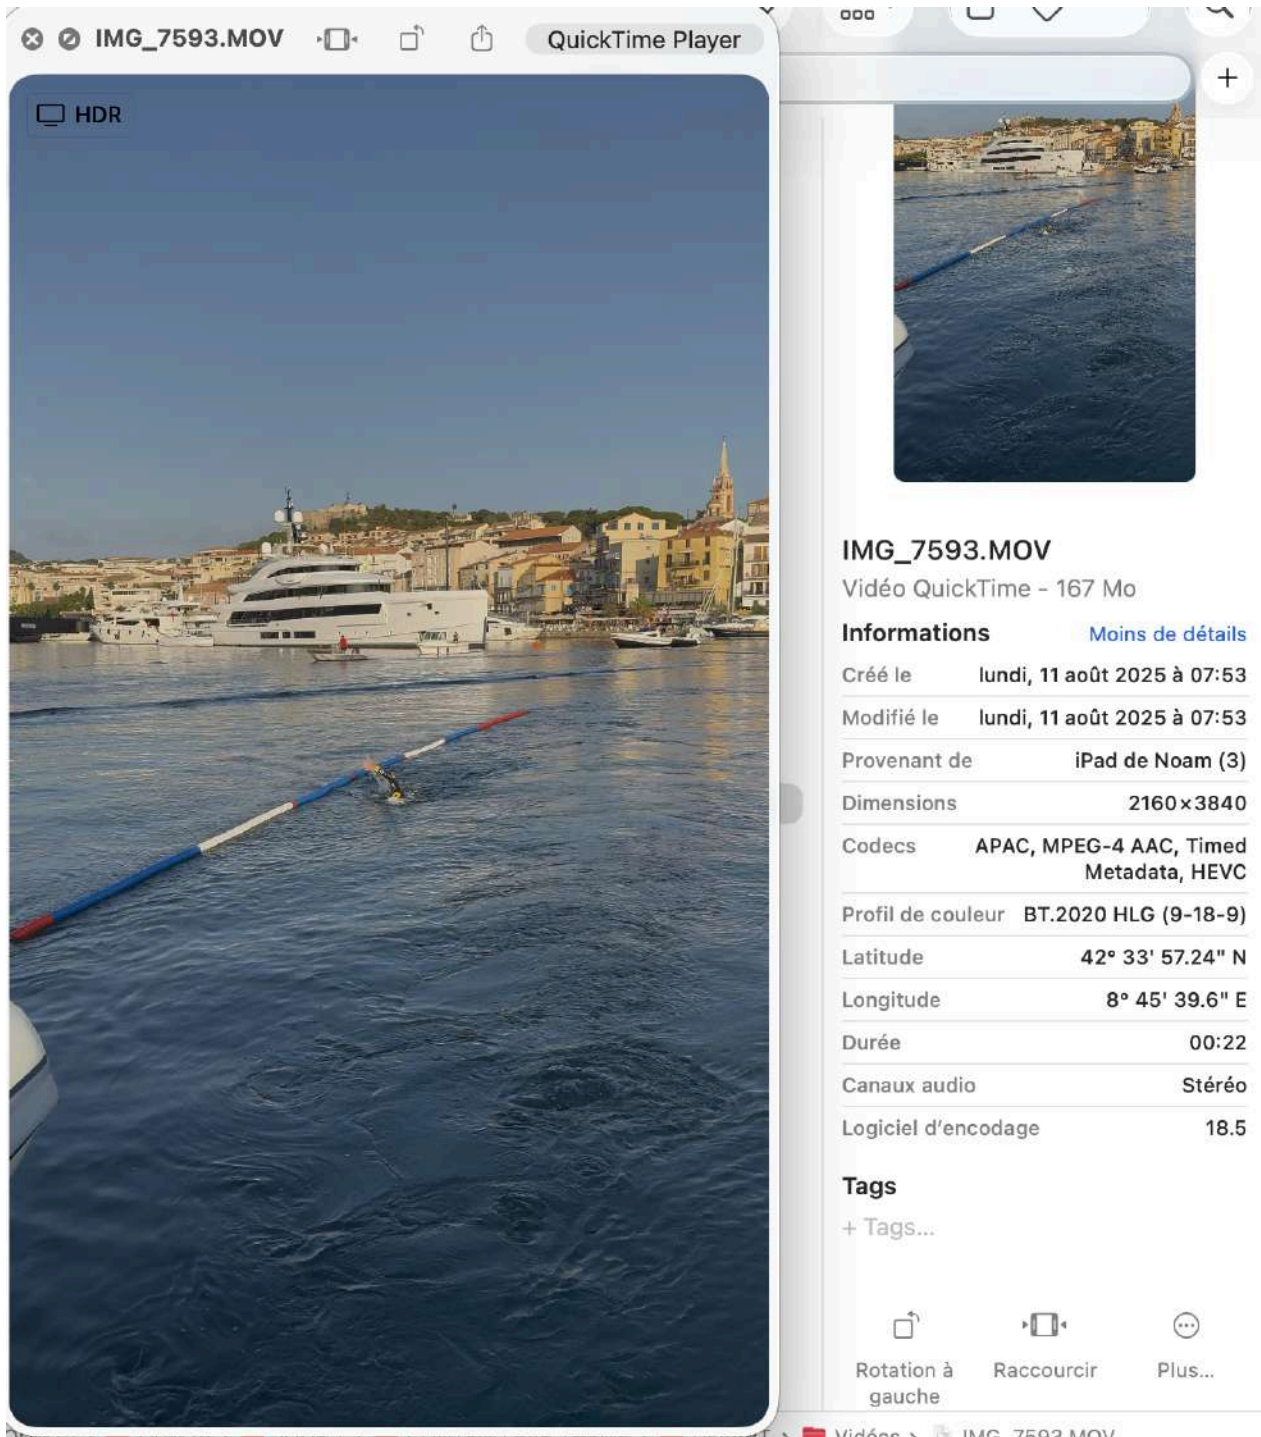 IMG_7593.MOV
QuickTime Player
HDR
IMG_7593.MOV
Vidéo QuickTime - 167 Mo
Informations Moins de détails
Créé le lundi, 11 août 2025 à 07:53
Modifié le lundi, 11 août 2025 à 07:53
Provenant de iPad de Noam (3)
Dimensions 2160×3840
Codecs APAC, MPEG-4 AAC, Timed
Metadata, HEVC
Profil de couleur BT.2020 HLG (9-18-9)
Latitude 42° 33' 57.24" N
Longitude 8° 45' 39.6" E
Durée 00:22
Canaux audio Stéréo
Logiciel d'encodage 18.5
Tags
+ Tags...
Rotation à
gauche
Raccourcir
Plus...
Vidéos › IMG_7593.MOV